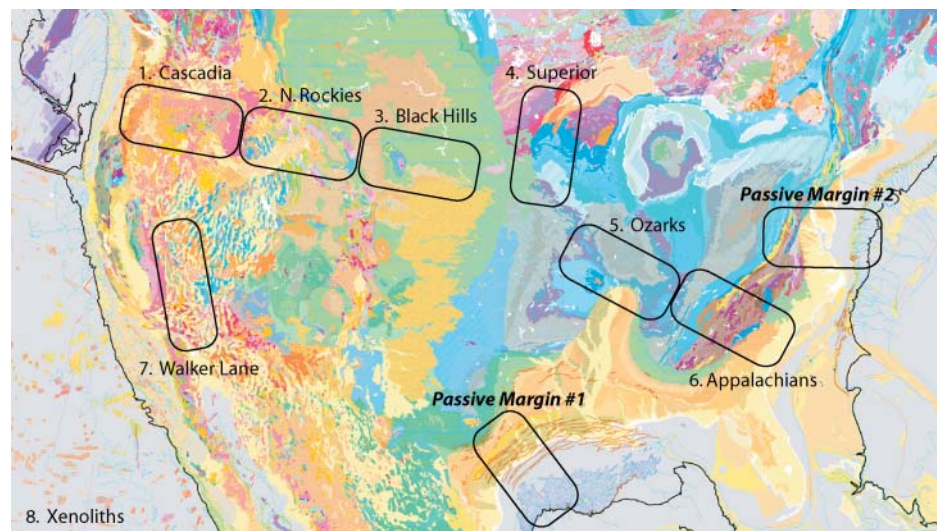 1. Cascadia
2. N. Rockies
3. Black Hills
4. Superior
Passive Margin #2
5. Ozarks
6. Appalachians
7. Walker Lane
Passive Margin #1
8. Xenoliths